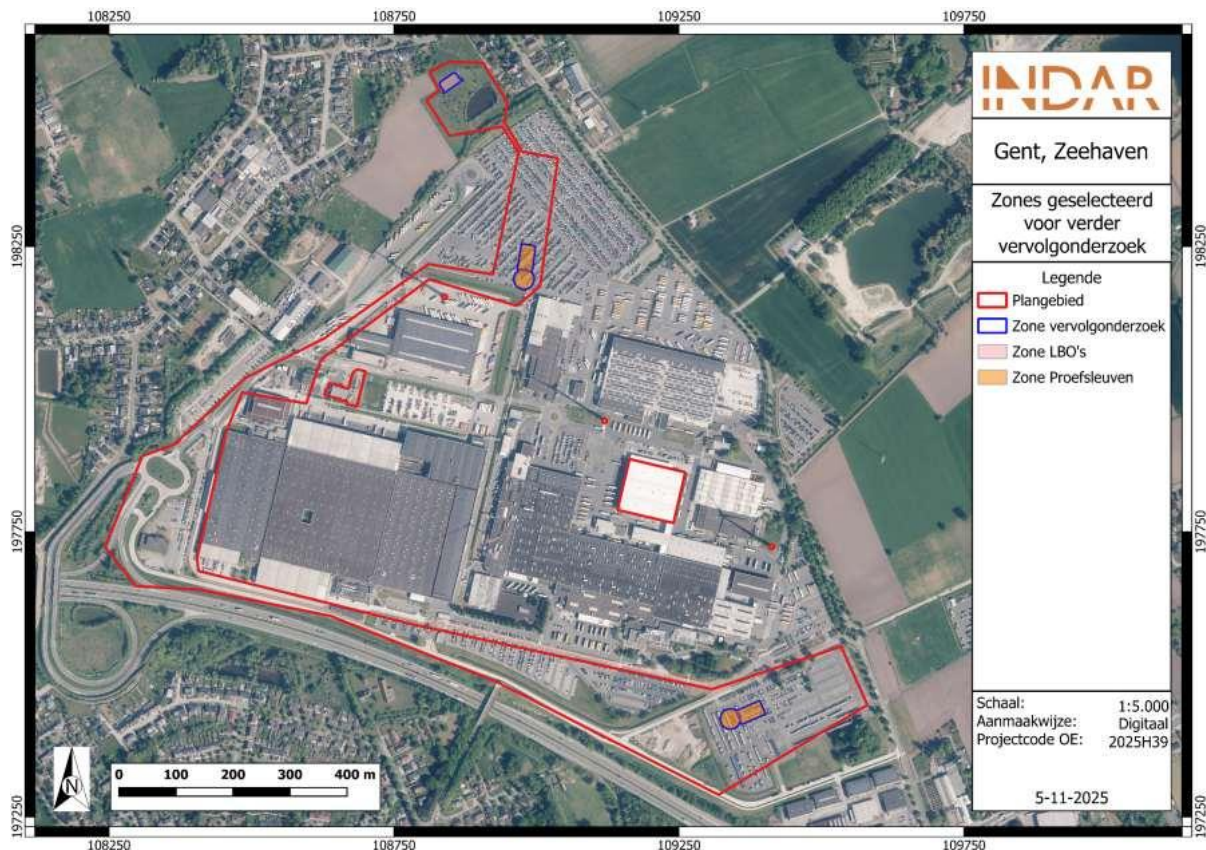 108250
108750
109250
109750
198250
198250
197750
197750
197250
197250
INDAR
Gent, Zeehaven
Zones geselecteerd
voor verder
vervolgonderzoek
Legende
Plangebied
Zone vervolgonderzoek
Zone LBO's
Zone Proefsleuven
Schaal: 1:5.000
Aanmaakwijze: Digitaal
Projectcode OE: 2025H39
5-11-2025
N
0 100 200 300 400 m
108250
108750
109250
109750